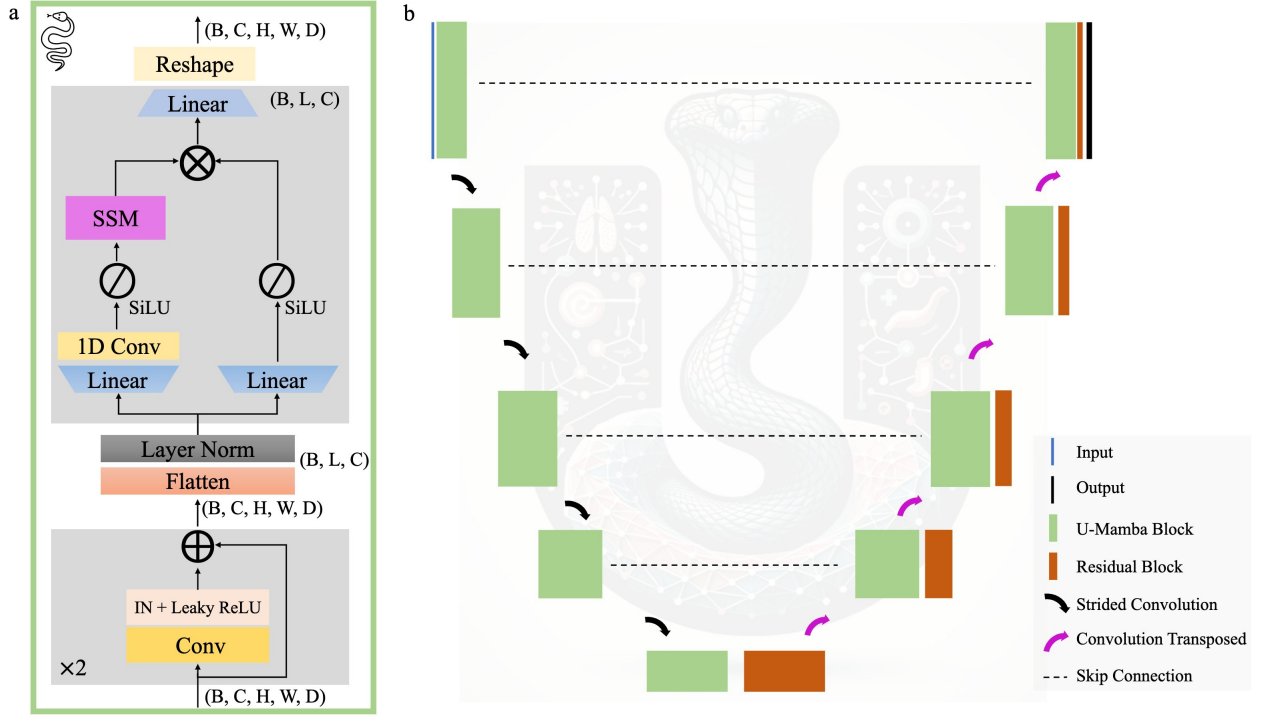 a
(B, C, H, W, D)
Reshape
Linear
(B, L, C)
SSM
SiLU
SiLU
1D Conv
Linear
Linear
Layer Norm
(B, L, C)
Flatten
(B, C, H, W, D)
IN + Leaky ReLU
Conv
×2
(B, C, H, W, D)
b
Input
Output
U-Mamba Block
Residual Block
Strided Convolution
Convolution Transposed
Skip Connection